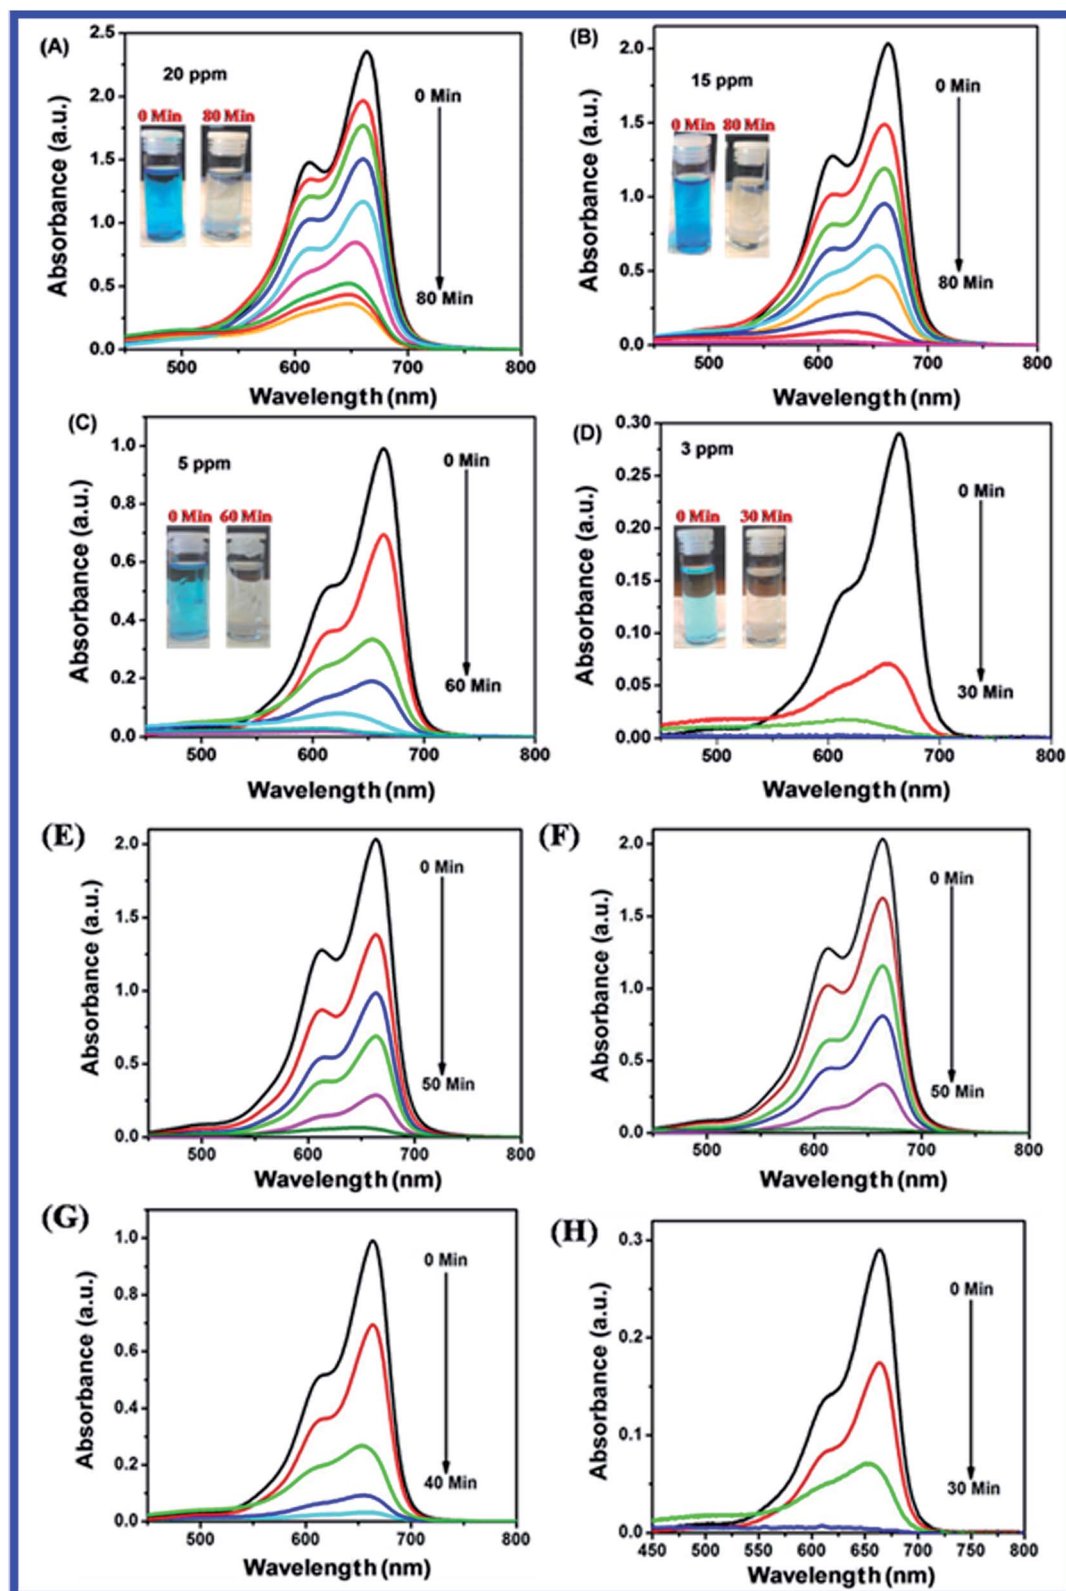 (A)
20 ppm
0 Min 80 Min
0 Min
80 Min
2.5
2.0
1.5
1.0
0.5
0.0
Absorbance (a.u.)
500 600 700 800
Wavelength (nm)
(B)
15 ppm
0 Min 80 Min
0 Min
80 Min
2.0
1.5
1.0
0.5
0.0
Absorbance (a.u.)
500 600 700 800
Wavelength (nm)
(C)
5 ppm
0 Min 60 Min
0 Min
60 Min
1.0
0.8
0.6
0.4
0.2
0.0
Absorbance (a.u.)
500 600 700 800
Wavelength (nm)
(D)
3 ppm
0 Min 30 Min
0 Min
30 Min
0.30
0.25
0.20
0.15
0.10
0.05
0.00
Absorbance (a.u.)
500 600 700 800
Wavelength (nm)
(E)
0 Min
50 Min
2.0
1.5
1.0
0.5
0.0
Absorbance (a.u.)
500 600 700 800
Wavelength (nm)
(F)
0 Min
50 Min
2.0
1.5
1.0
0.5
0.0
Absorbance (a.u.)
500 600 700 800
Wavelength (nm)
(G)
0 Min
40 Min
1.0
0.8
0.6
0.4
0.2
0.0
Absorbance (a.u.)
500 600 700 800
Wavelength (nm)
(H)
0 Min
30 Min
0.3
0.2
0.1
0.0
Absorbance (a.u.)
450 500 550 600 650 700 750 800
Wavelength (nm)